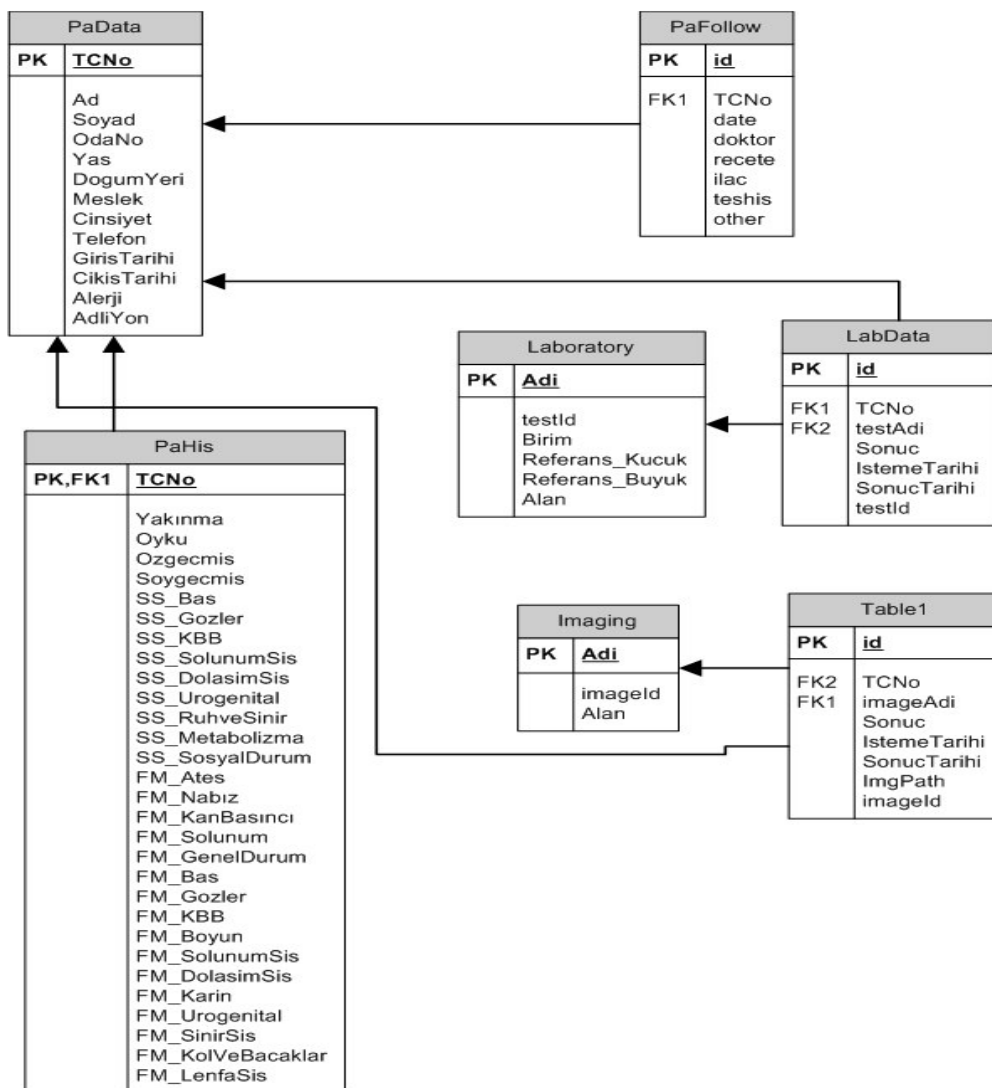 PaData
PK TCNo
Ad
Soyad
OdaNo
Yas
DogumYeri
Meslek
Cinsiyet
Telefon
GirisTarihi
CikisTarihi
Alerji
AdliYon
PaFollow
PK id
FK1 TCNo
date
doktor
recete
ilac
teshis
other
Laboratory
PK Adi
testId
Birim
Referans_Kucuk
Referans_Buyuk
Alan
LabData
PK id
FK1 TCNo
FK2 testAdi
Sonuc
IstemeTarihi
SonucTarihi
testId
PaHis
PK,FK1 TCNo
Yakınma
Oyku
Ozgecmis
Soygecmis
SS_Bas
SS_Gozler
SS_KBB
SS_SolunumSis
SS_DolasimSis
SS_Urogenital
SS_RuhveSinir
SS_Metabolizma
SS_SosyalDurum
FM_Ates
FM_Nabız
FM_KanBasıncı
FM_Solunum
FM_GenelDurum
FM_Bas
FM_Gozler
FM_KBB
FM_Boyun
FM_SolunumSis
FM_DolasimSis
FM_Karin
FM_Urogenital
FM_SinirSis
FM_KolVeBacaklar
FM_LenfaSis
Imaging
PK Adi
imageId
Alan
Table1
PK id
FK2 TCNo
FK1 imageAdi
Sonuc
IstemeTarihi
SonucTarihi
ImgPath
imageId